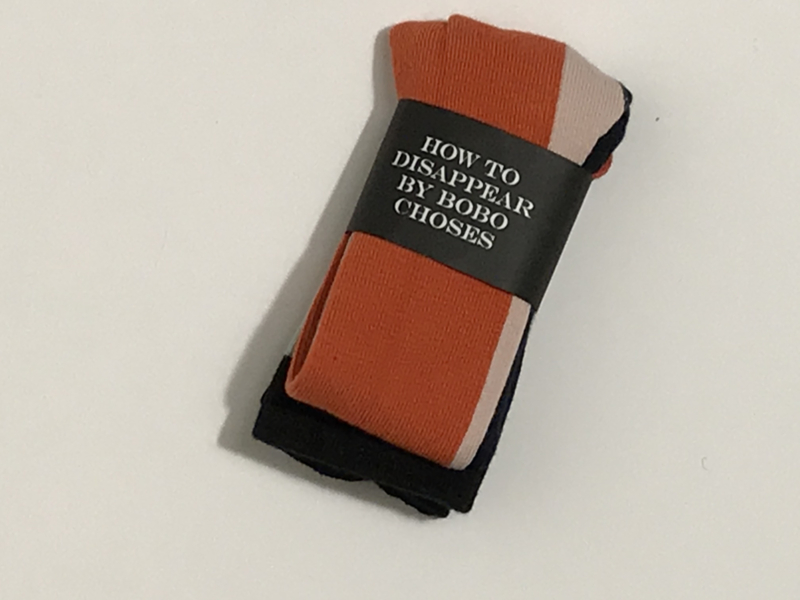 HOW TO
DISAPPEAR
BY BOBO
CHOSES